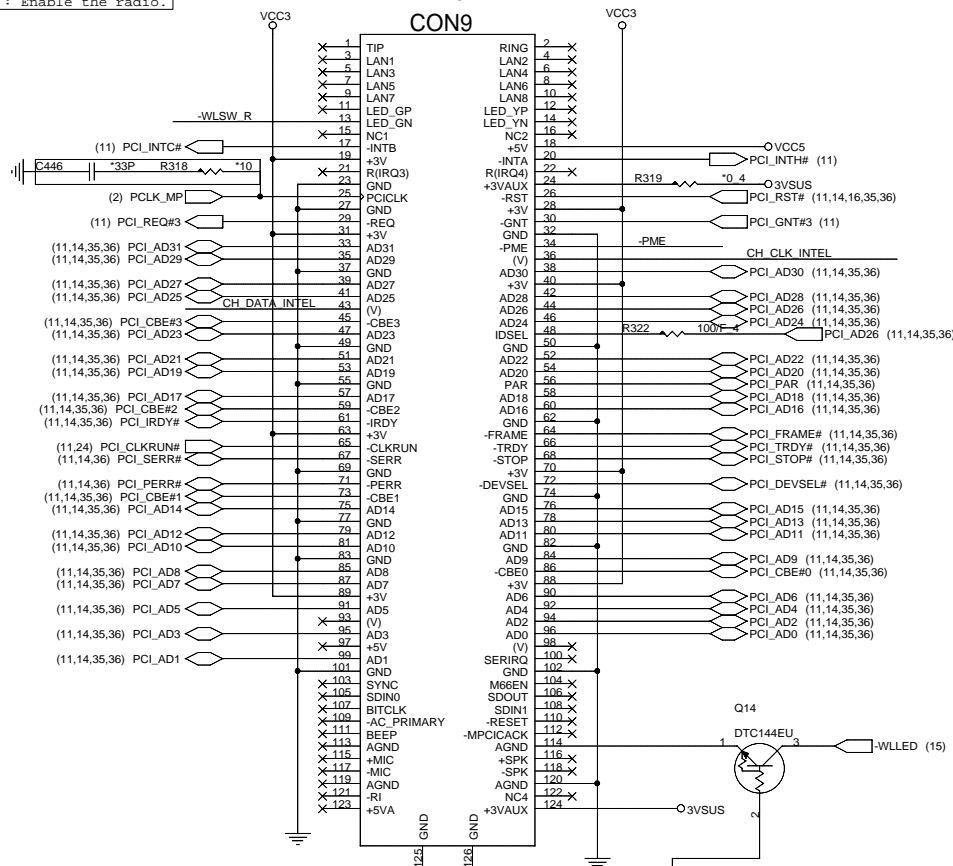 : Enable the radio.
CON9
VCC3
VCC3
1 TIP RING 2
3 LAN1 LAN2 4
5 LAN3 LAN4 6
7 LAN5 LAN6 8
9 LAN7 LAN8 10
11 LED_GP LED_YP 12
-WLSW_R 13 LED_GN LED_YN 14
15 NC1 NC2 16
(11) PCI_INTC# 17 -INTB +5V 18 VCC5
19 +3V -INTA 20 PCI_INTH# (11)
C446 *33P R318 *10 21 R(IRQ3) R(IRQ4) 22
23 GND +3VAUX 24 R319 *0_4 3VSUS
(2) PCLK_MP 25 PCICLK -RST 26 PCI_RST# (11,14,16,35,36)
27 GND +3V 28
(11) PCI_REQ#3 29 -REQ -GNT 30 PCI_GNT#3 (11)
31 +3V GND 32
(11,14,35,36) PCI_AD31 33 AD31 -PME 34 -PME
(11,14,35,36) PCI_AD29 35 AD29 (V) 36 CH_CLK_INTEL
37 GND AD30 38 PCI_AD30 (11,14,35,36)
(11,14,35,36) PCI_AD27 39 AD27 +3V 40
(11,14,35,36) PCI_AD25 41 AD25 AD28 42 PCI_AD28 (11,14,35,36)
CH_DATA_INTEL 43 (V) AD26 44 PCI_AD26 (11,14,35,36)
(11,14,35,36) PCI_CBE#3 45 -CBE3 AD24 46 PCI_AD24 (11,14,35,36)
(11,14,35,36) PCI_AD23 47 AD23 IDSEL 48 R322 100/F_4 PCI_AD26 (11,14,35,36)
49 GND GND 50
(11,14,35,36) PCI_AD21 51 AD21 AD22 52 PCI_AD22 (11,14,35,36)
(11,14,35,36) PCI_AD19 53 AD19 AD20 54 PCI_AD20 (11,14,35,36)
55 GND PAR 56 PCI_PAR (11,14,35,36)
(11,14,35,36) PCI_AD17 57 AD17 AD18 58 PCI_AD18 (11,14,35,36)
(11,14,35,36) PCI_CBE#2 59 -CBE2 AD16 60 PCI_AD16 (11,14,35,36)
(11,14,35,36) PCI_IRDY# 61 -IRDY GND 62
63 +3V -FRAME 64 PCI_FRAME# (11,14,35,36)
(11,24) PCI_CLKRUN# 65 -CLKRUN -TRDY 66 PCI_TRDY# (11,14,35,36)
(11,14,36) PCI_SERR# 67 -SERR -STOP 68 PCI_STOP# (11,14,35,36)
69 GND +3V 70
(11,14,36) PCI_PERR# 71 -PERR -DEVSEL 72 PCI_DEVSEL# (11,14,35,36)
(11,14,35,36) PCI_CBE#1 73 -CBE1 GND 74
(11,14,35,36) PCI_AD14 75 AD14 AD15 76 PCI_AD15 (11,14,35,36)
77 GND AD13 78 PCI_AD13 (11,14,35,36)
(11,14,35,36) PCI_AD12 79 AD12 AD11 80 PCI_AD11 (11,14,35,36)
(11,14,35,36) PCI_AD10 81 AD10 GND 82
83 GND AD9 84 PCI_AD9 (11,14,35,36)
(11,14,35,36) PCI_AD8 85 AD8 -CBE0 86 PCI_CBE#0 (11,14,35,36)
(11,14,35,36) PCI_AD7 87 AD7 +3V 88
89 +3V AD6 90 PCI_AD6 (11,14,35,36)
(11,14,35,36) PCI_AD5 91 AD5 AD4 92 PCI_AD4 (11,14,35,36)
93 (V) AD2 94 PCI_AD2 (11,14,35,36)
(11,14,35,36) PCI_AD3 95 AD3 AD0 96 PCI_AD0 (11,14,35,36)
97 +5V (V) 98
(11,14,35,36) PCI_AD1 99 AD1 SERIRQ 100
101 GND GND 102
103 SYNC M66EN 104
105 SDIN0 SDOUT 106
107 BITCLK SDIN1 108
109 -AC_PRIMARY -RESET 110
111 BEEP -MPCICACK 112
113 AGND AGND 114
115 +MIC +SPK 116
117 -MIC -SPK 118
119 AGND AGND 120
121 -RI NC4 122
123 +5VA +3VAUX 124 3VSUS
125 GND
126 GND
Q14
DTC144EU
1 3 -WLLED (15)
2